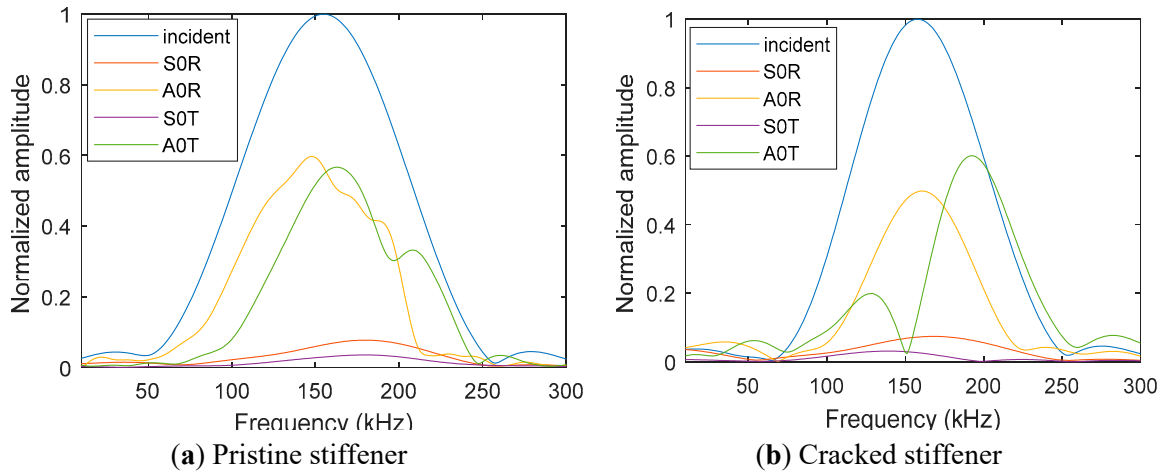 1
0.8
0.6
0.4
0.2
0
Normalized amplitude
incident
S0R
A0R
S0T
A0T
50
100
150
200
250
300
Frequency (kHz)
(a) Pristine stiffener
1
0.8
0.6
0.4
0.2
0
Normalized amplitude
incident
S0R
A0R
S0T
A0T
50
100
150
200
250
300
Frequency (kHz)
(b) Cracked stiffener